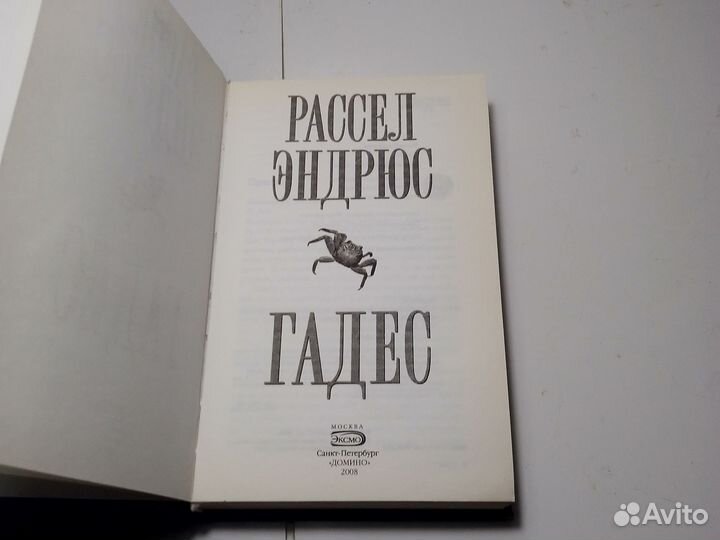 РАССЕЛ
ЭНДРЮС
ГАДЕС
МОСКВА
ЭКСМО
Санкт-Петербург
«ДОМИНО»
2008
Avito